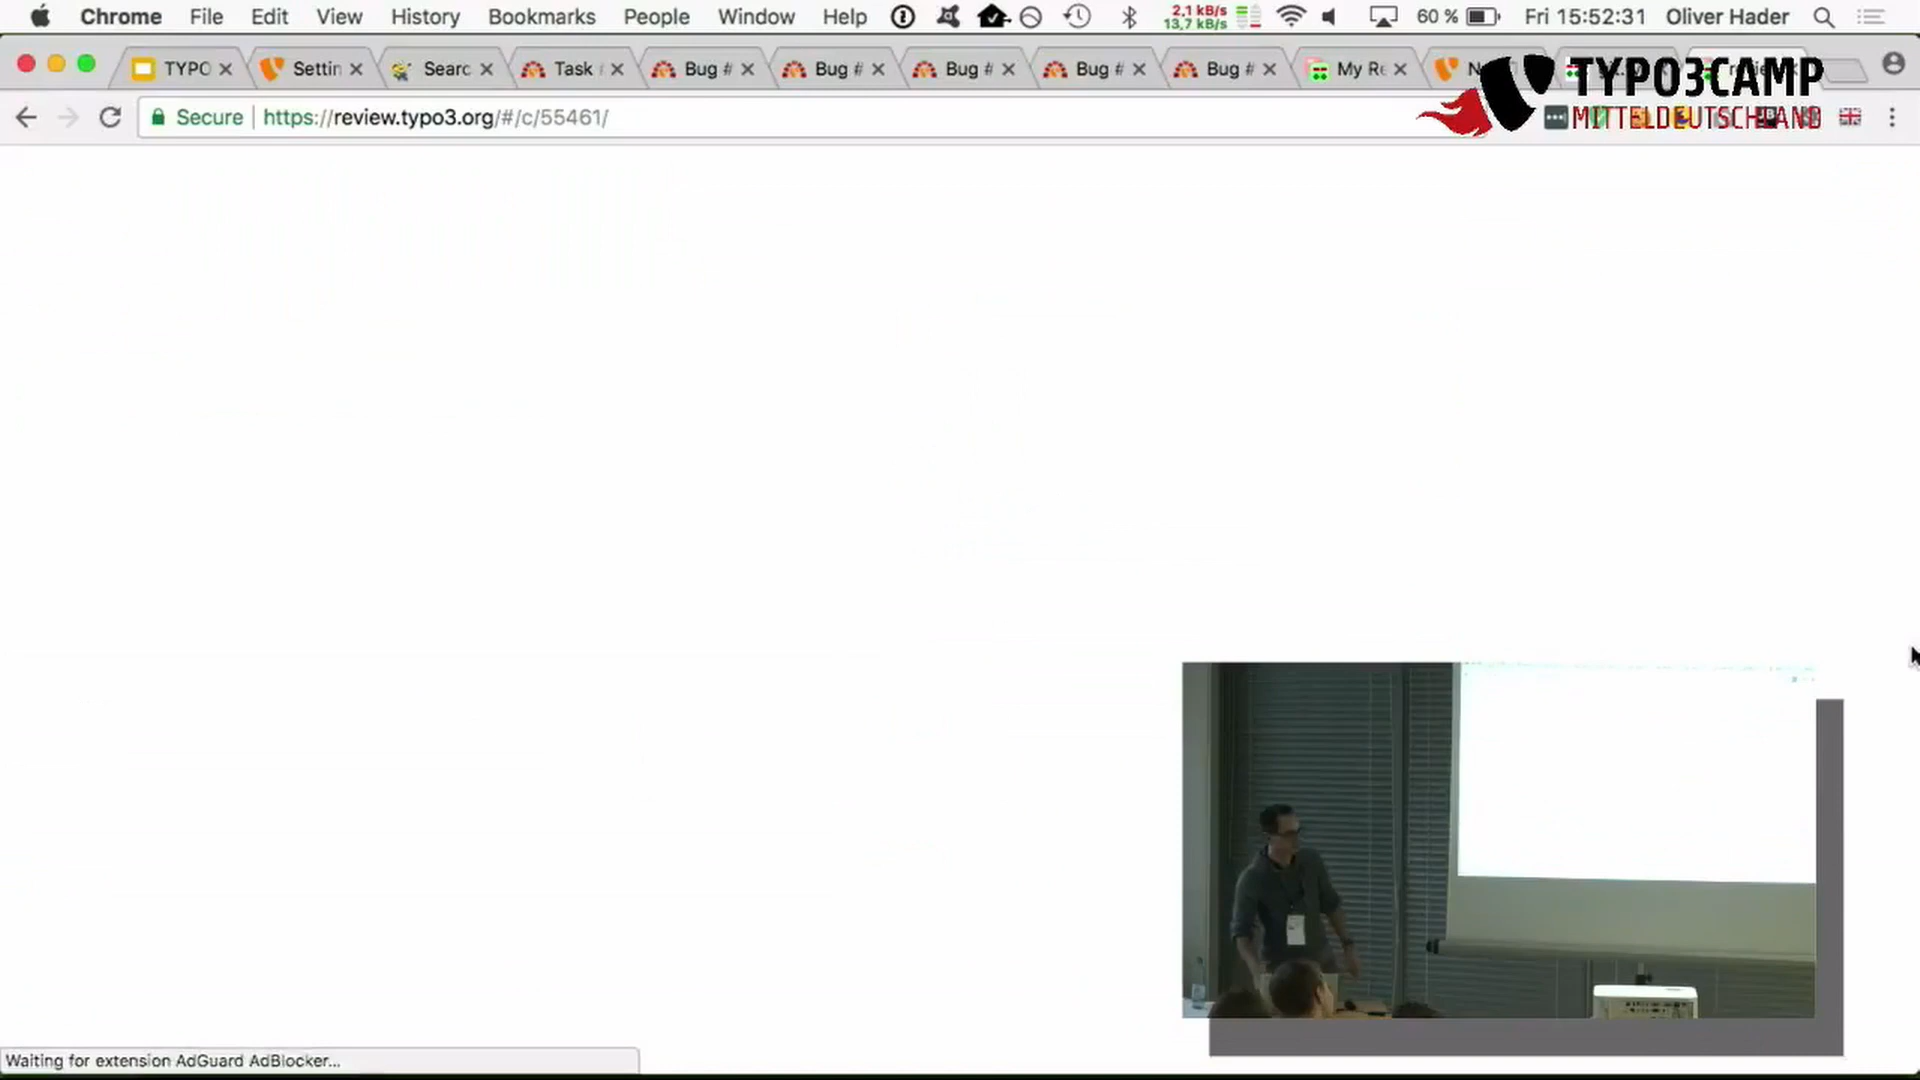 Chrome File Edit View History Bookmarks People Window Help 2,1 kB/s 13,7 kB/s 60 % Fri 15:52:31 Oliver Hader
TYPO Settin Searc Task Bug # Bug # Bug # Bug # Bug # My Re
TYPO3CAMP
MITTELDEUTSCHLAND
Secure https://review.typo3.org/#/c/55461/
Waiting for extension AdGuard AdBlocker...